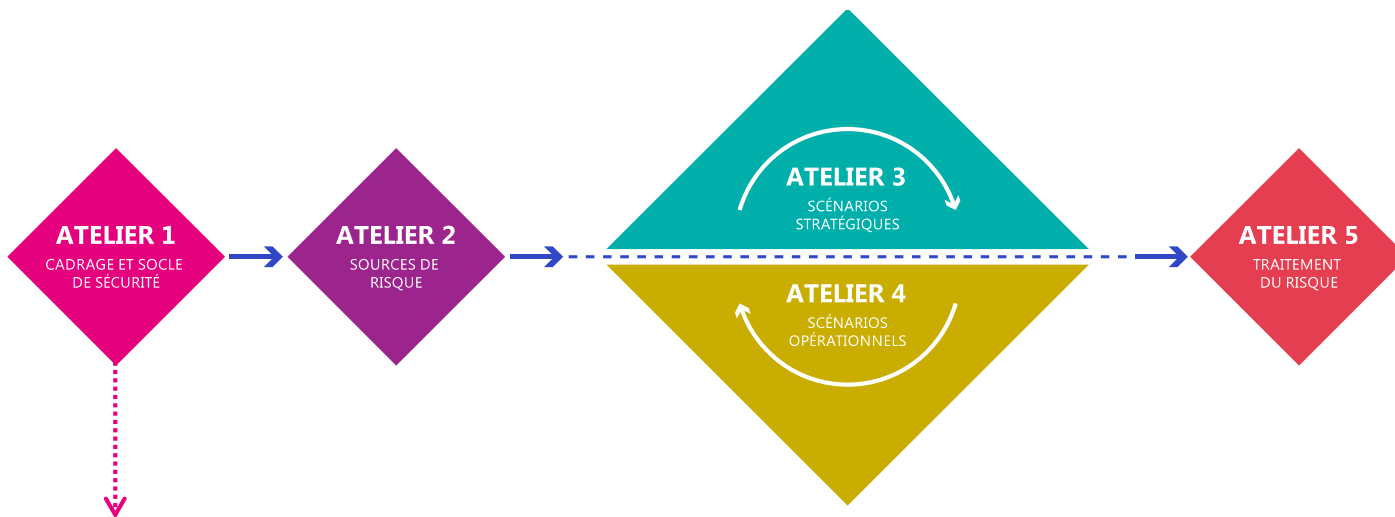 ATELIER 1
CADRAGE ET SOCLE
DE SÉCURITÉ
ATELIER 2
SOURCES DE
RISQUE
ATELIER 3
SCÉNARIOS
STRATÉGIQUES
ATELIER 4
SCÉNARIOS
OPÉRATIONNELS
ATELIER 5
TRAITEMENT
DU RISQUE